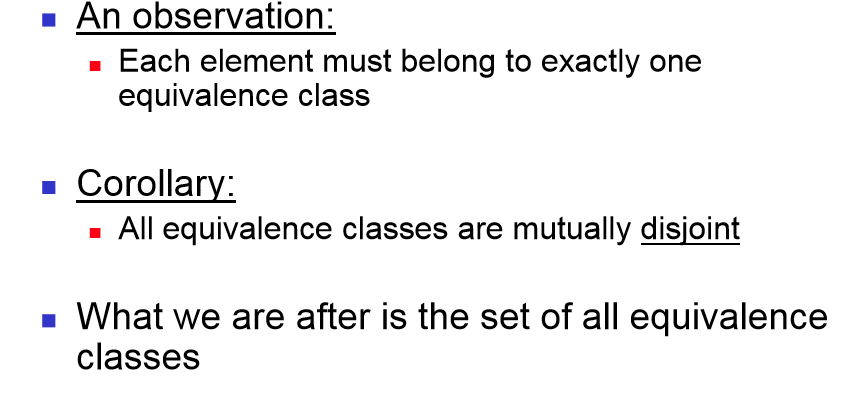 An observation:
Each element must belong to exactly one
equivalence class
Corollary:
All equivalence classes are mutually disjoint
What we are after is the set of all equivalence
classes